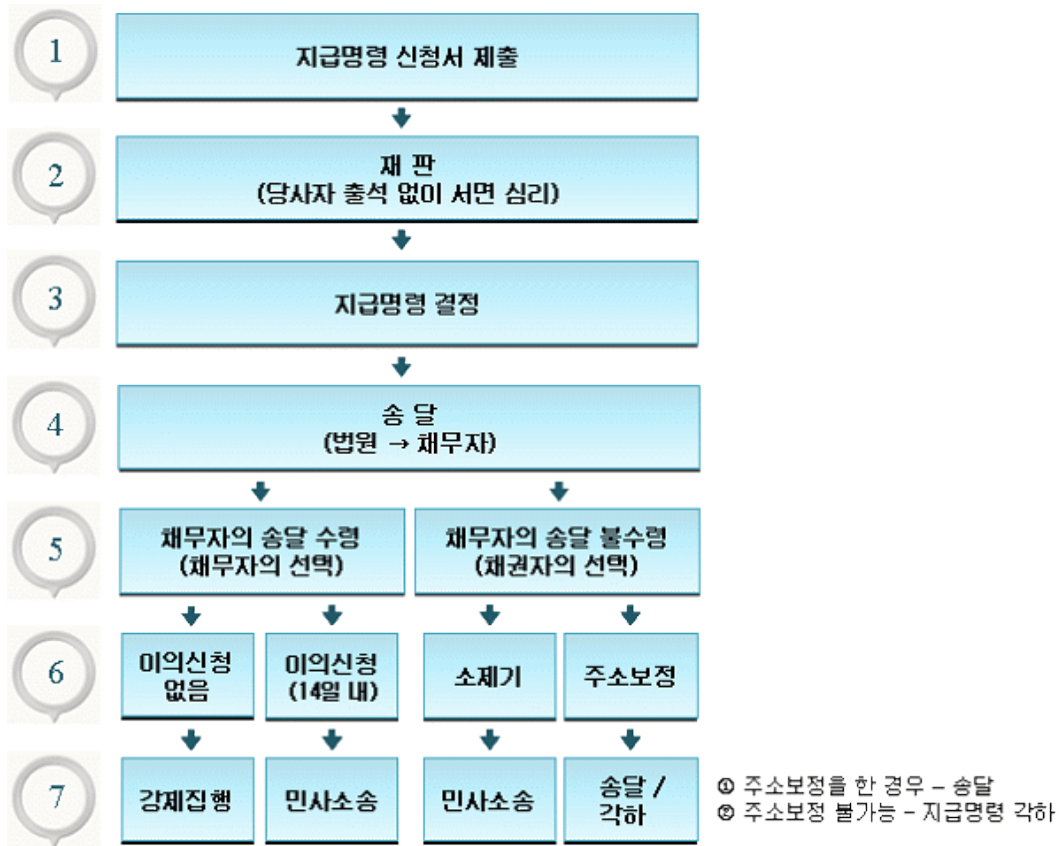 1
지급명령 신청서 제출
2
재 판
(당사자 출석 없이 서면 심리)
3
지급명령 결정
4
송 달
(법원 → 채무자)
5
채무자의 송달 수령
(채무자의 선택)
채무자의 송달 불수령
(채권자의 선택)
6
이의신청
없음
이의신청
(14일 내)
소제기
주소보정
7
강제집행
민사소송
민사소송
송달 /
각하
① 주소보정을 한 경우 – 송달
② 주소보정 불가능 – 지급명령 각하